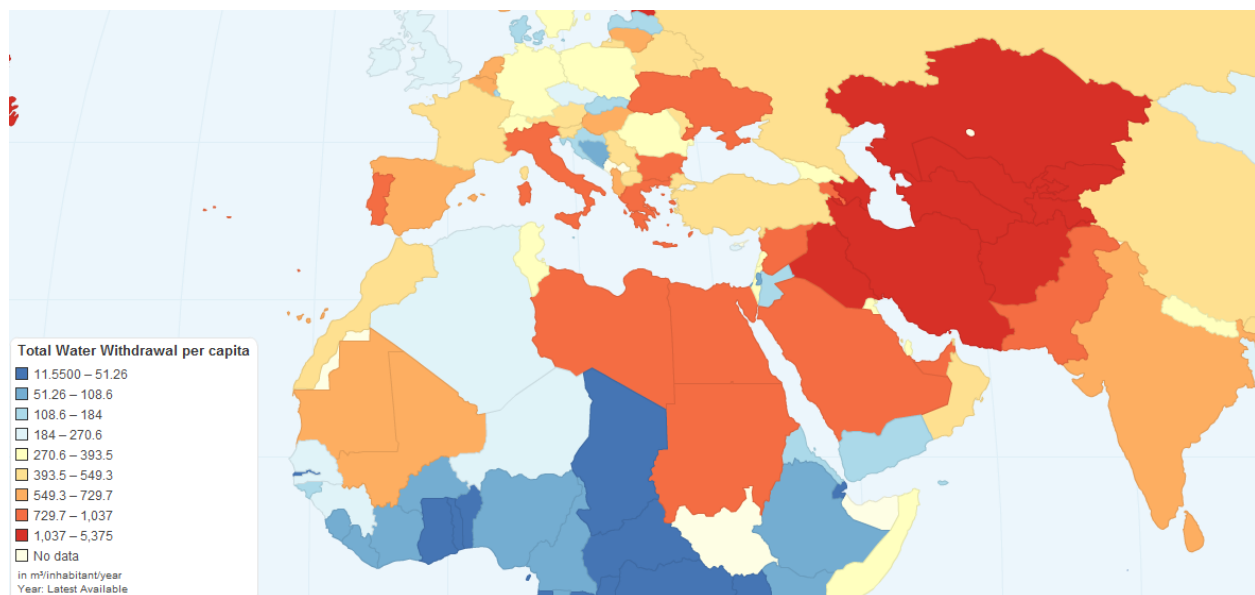 Total Water Withdrawal per capita
11.5500 – 51.26
51.26 – 108.6
108.6 – 184
184 – 270.6
270.6 – 393.5
393.5 – 549.3
549.3 – 729.7
729.7 – 1,037
1,037 – 5,375
No data
in m³/inhabitant/year
Year: Latest Available